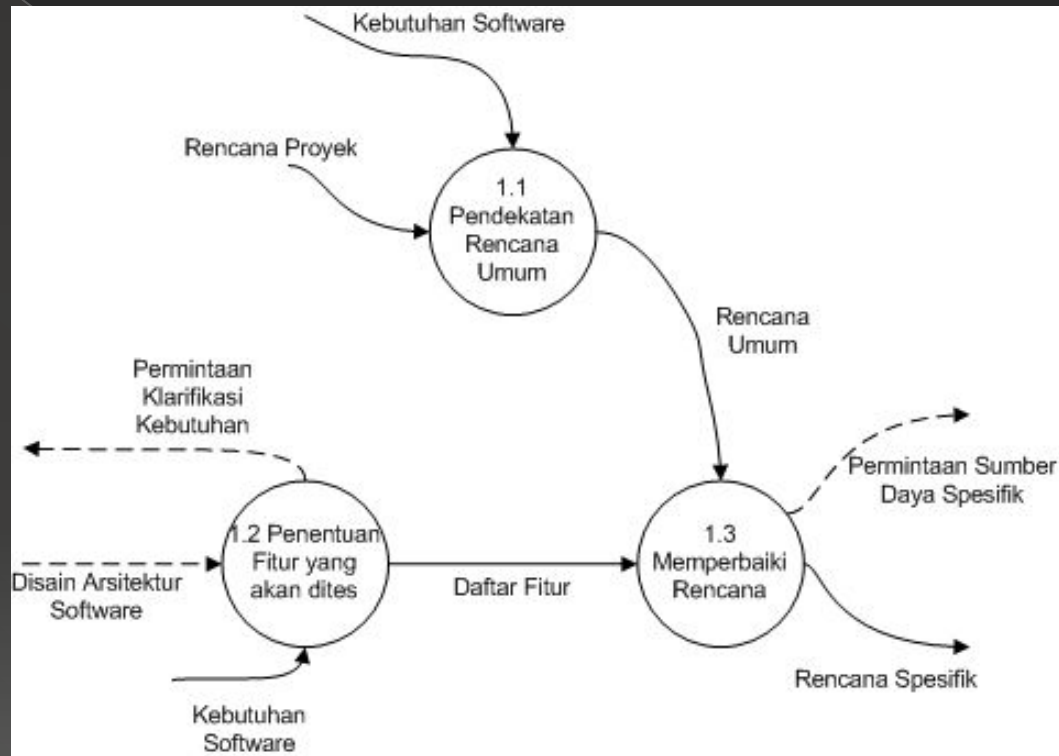 Kebutuhan Software
Rencana Proyek
1.1
Pendekatan
Rencana
Umum
Rencana
Umum
Permintaan
Klarifikasi
Kebutuhan
Permintaan Sumber
Daya Spesifik
1.2 Penentuan
Fitur yang
akan dites
1.3
Memperbaiki
Rencana
Disain Arsitektur
Software
Daftar Fitur
Rencana Spesifik
Kebutuhan
Software